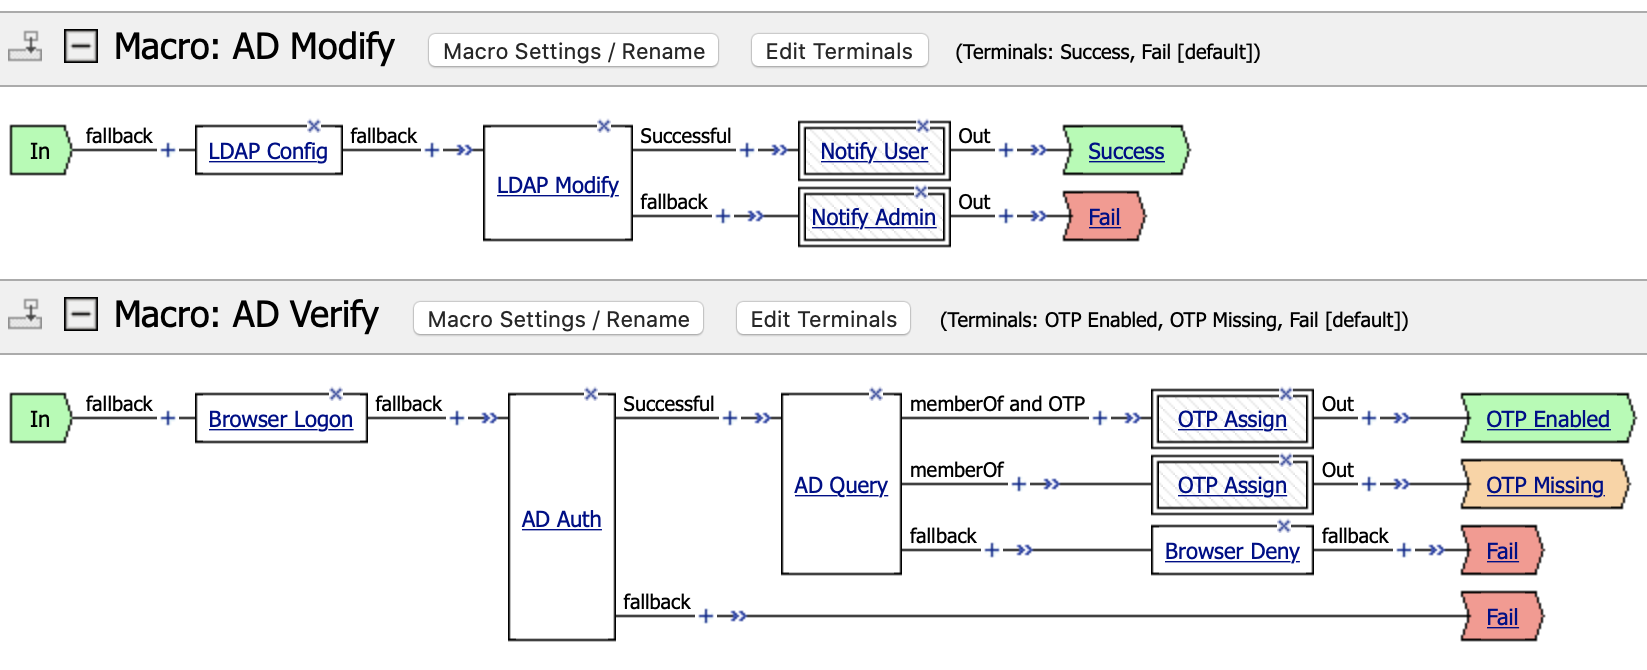 Macro: AD Modify Macro Settings / Rename Edit Terminals (Terminals: Success, Fail [default])
In fallback + LDAP Config fallback + LDAP Modify Successful + Notify User Out + Success
fallback + Notify Admin Out + Fail
Macro: AD Verify Macro Settings / Rename Edit Terminals (Terminals: OTP Enabled, OTP Missing, Fail [default])
In fallback + Browser Logon fallback + AD Auth Successful + AD Query memberOf and OTP + OTP Assign Out + OTP Enabled
memberOf + OTP Assign Out + OTP Missing
fallback + Browser Deny fallback + Fail
fallback + Fail